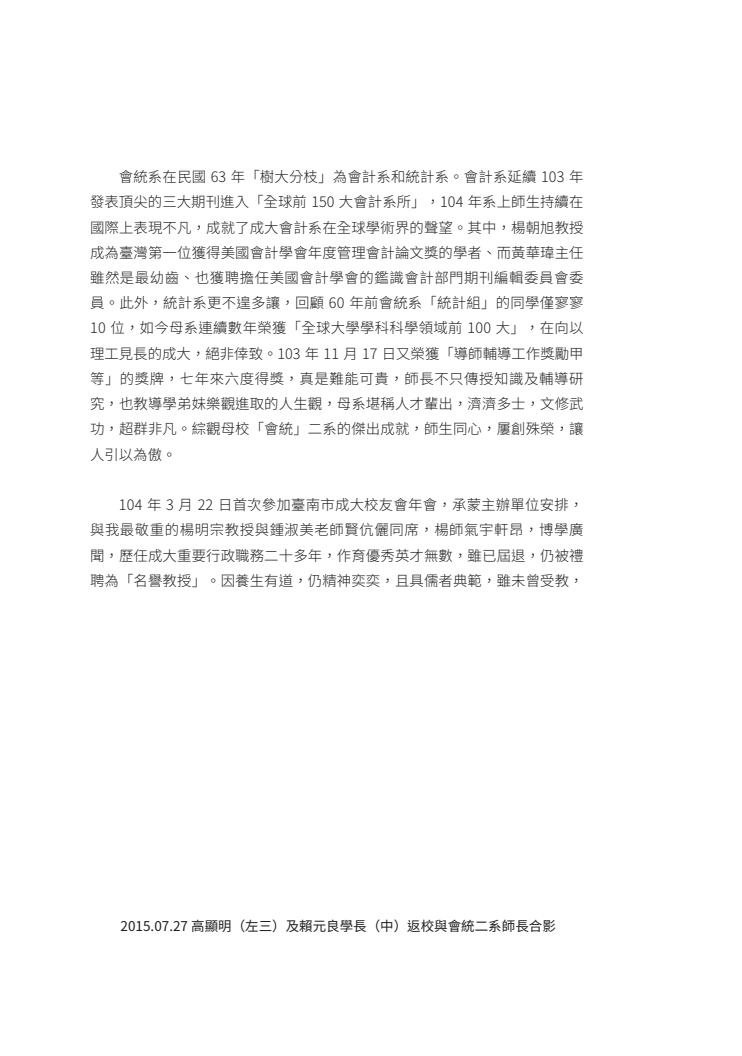 會統系在民國 63 年「樹大分枝」為會計系和統計系。會計系延續 103 年
發表頂尖的三大期刊進入「全球前 150 大會計系所」，104 年系上師生持續在
國際上表現不凡，成就了成大會計系在全球學術界的聲望。其中，楊朝旭教授
成為臺灣第一位獲得美國會計學會年度管理會計論文獎的學者、而黃華瑋主任
雖然是最幼齒、也獲聘擔任美國會計學會的鑑識會計部門期刊編輯委員會委
員。此外，統計系更不遑多讓，回顧 60 年前會統系「統計組」的同學僅寥寥
10 位，如今母系連續數年榮獲「全球大學學科科學領域前 100 大」，在向以
理工見長的成大，絕非倖致。103 年 11 月 17 日又榮獲「導師輔導工作獎勵甲
等」的獎牌，七年來六度得獎，真是難能可貴，師長不只傳授知識及輔導研
究，也教導學弟妹樂觀進取的人生觀，母系堪稱人才輩出，濟濟多士，文修武
功，超群非凡。綜觀母校「會統」二系的傑出成就，師生同心，屢創殊榮，讓
人引以為傲。
104 年 3 月 22 日首次參加臺南市成大校友會年會，承蒙主辦單位安排，
與我最敬重的楊明宗教授與鍾淑美老師賢伉儷同席，楊師氣宇軒昂，博學廣
聞，歷任成大重要行政職務二十多年，作育優秀英才無數，雖已屆退，仍被禮
聘為「名譽教授」。因養生有道，仍精神奕奕，且具儒者典範，雖未曾受教，
2015.07.27 高顯明（左三）及賴元良學長（中）返校與會統二系師長合影